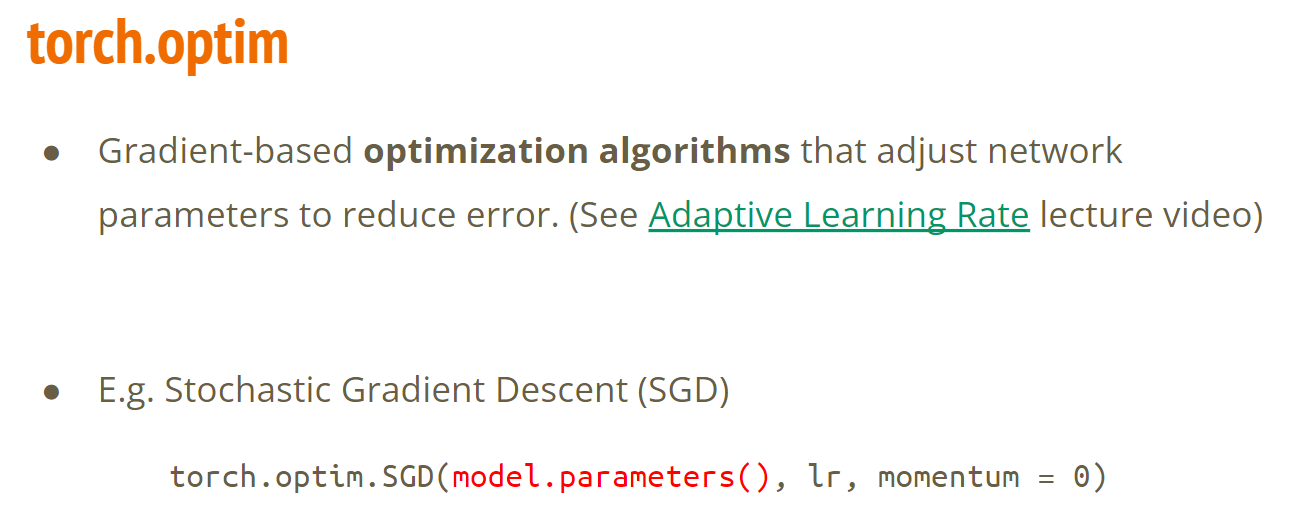 torch.optim
● Gradient-based optimization algorithms that adjust network
parameters to reduce error. (See Adaptive Learning Rate lecture video)
● E.g. Stochastic Gradient Descent (SGD)
torch.optim.SGD(model.parameters(), lr, momentum = 0)